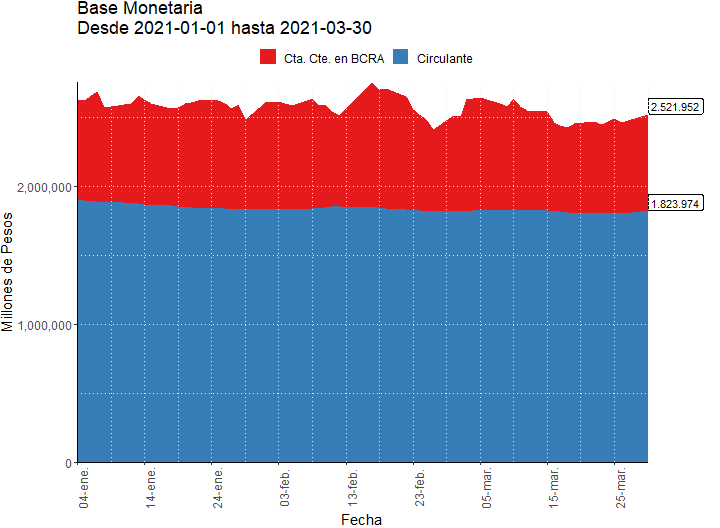 Base Monetaria
Desde 2021-01-01 hasta 2021-03-30
Cta. Cte. en BCRA
Circulante
Millones de Pesos
2,000,000
1,000,000
0
2.521.952
1.823.974
04-ene.
14-ene.
24-ene.
03-feb.
13-feb.
23-feb.
05-mar.
15-mar.
25-mar.
Fecha